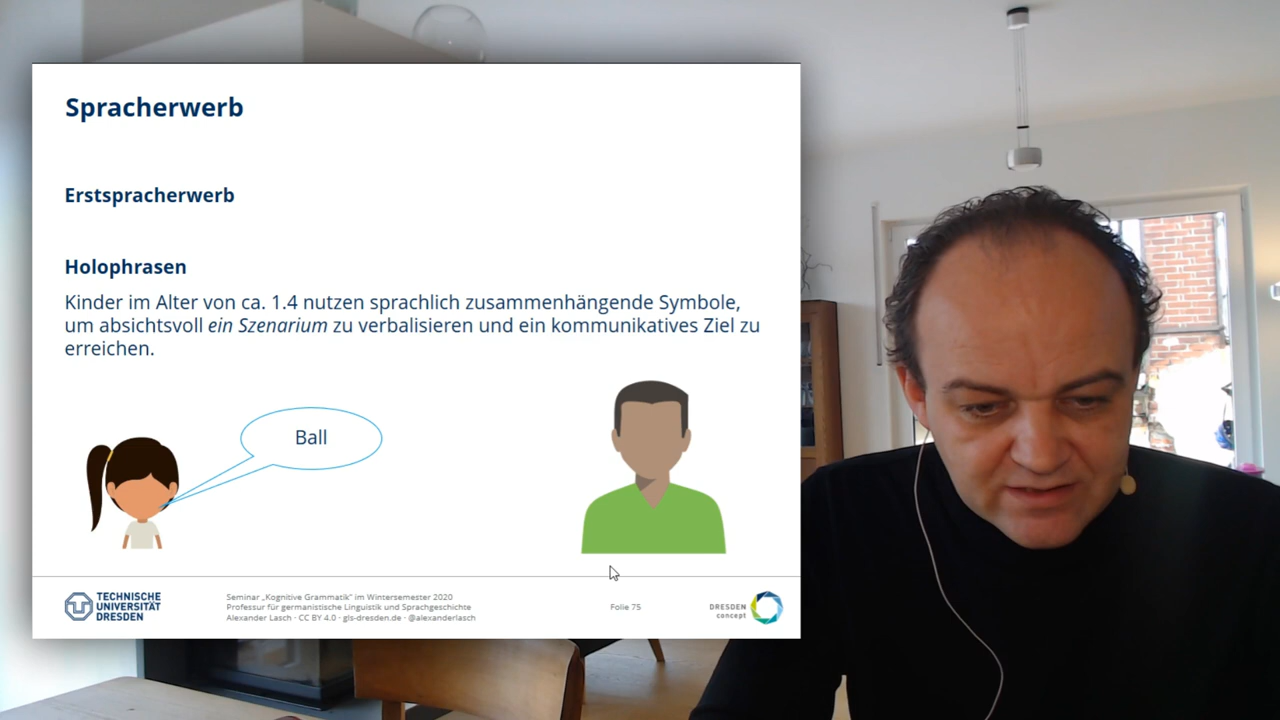 Spracherwerb
Erstspracherwerb
Holophrasen
Kinder im Alter von ca. 1.4 nutzen sprachlich zusammenhängende Symbole,
um absichtsvoll ein Szenarium zu verbalisieren und ein kommunikatives Ziel zu
erreichen.
Ball
TECHNISCHE
UNIVERSITÄT
DRESDEN
Seminar „Kognitive Grammatik" im Wintersemester 2020
Professur für germanistische Linguistik und Sprachgeschichte
Alexander Lasch · CC BY 4.0 · gls-dresden.de · @alexanderlasch
Folie 75
DRESDEN
concept